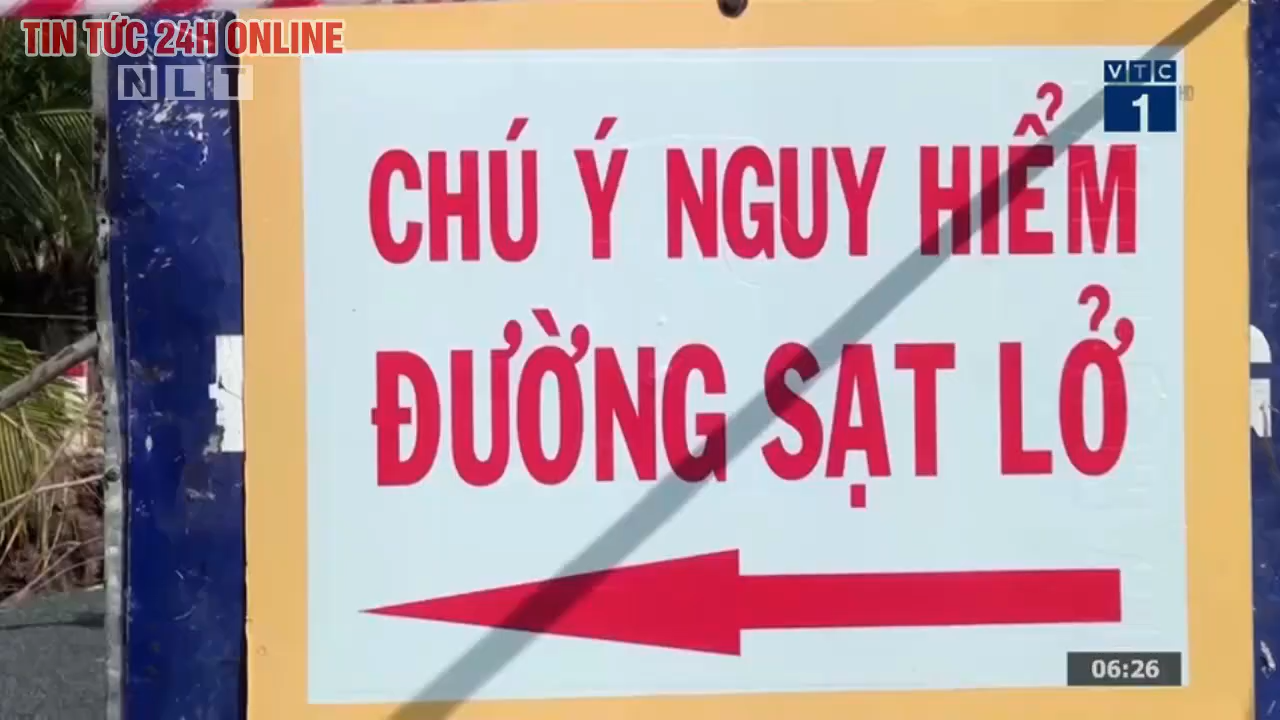 TIN TỨC 24H ONLINE
NLT
VTC
1
HD
CHÚ Ý NGUY HIỂM
ĐƯỜNG SẠT LỞ
06:26